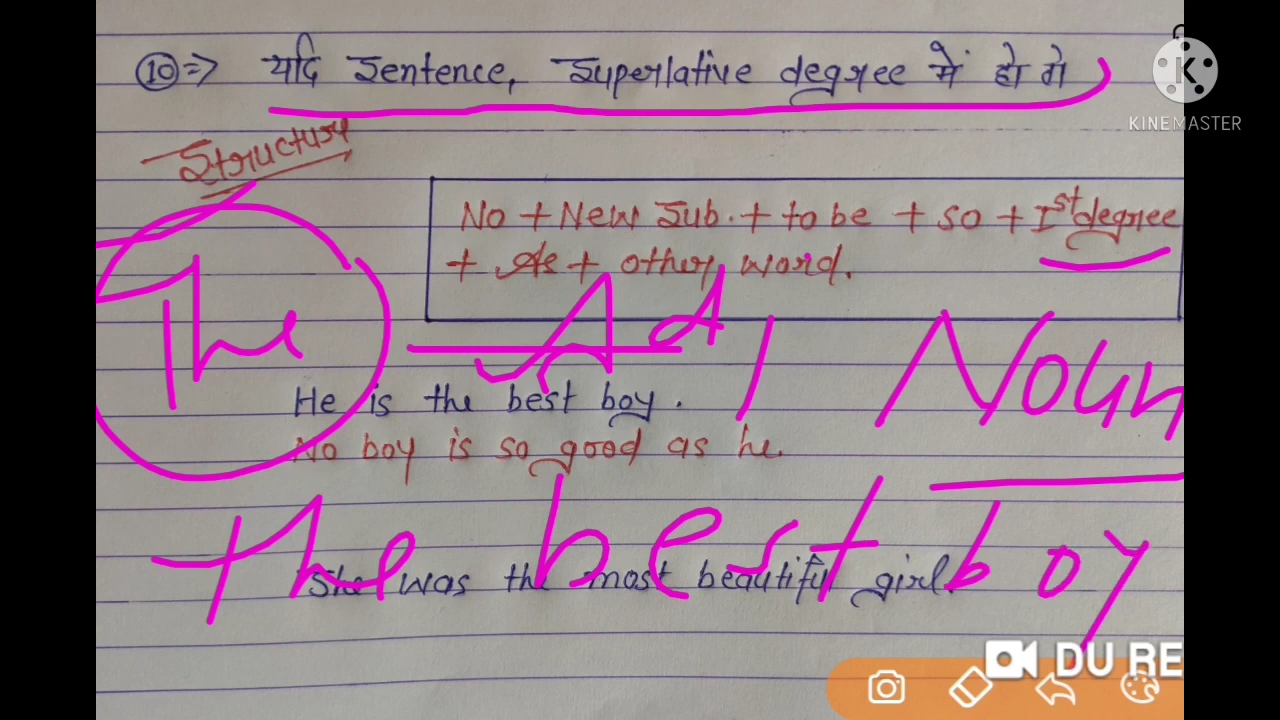 ⑩⇒ यदि Sentence, Superlative degree में हो तो
KINEMASTER
Structure
No + New Sub. + to be + so + Ist degree
+ As + other word.
The Adj Noun
He is the best boy.
No boy is so good as he.
the best boy
She was the most beautiful girl.
DU RE